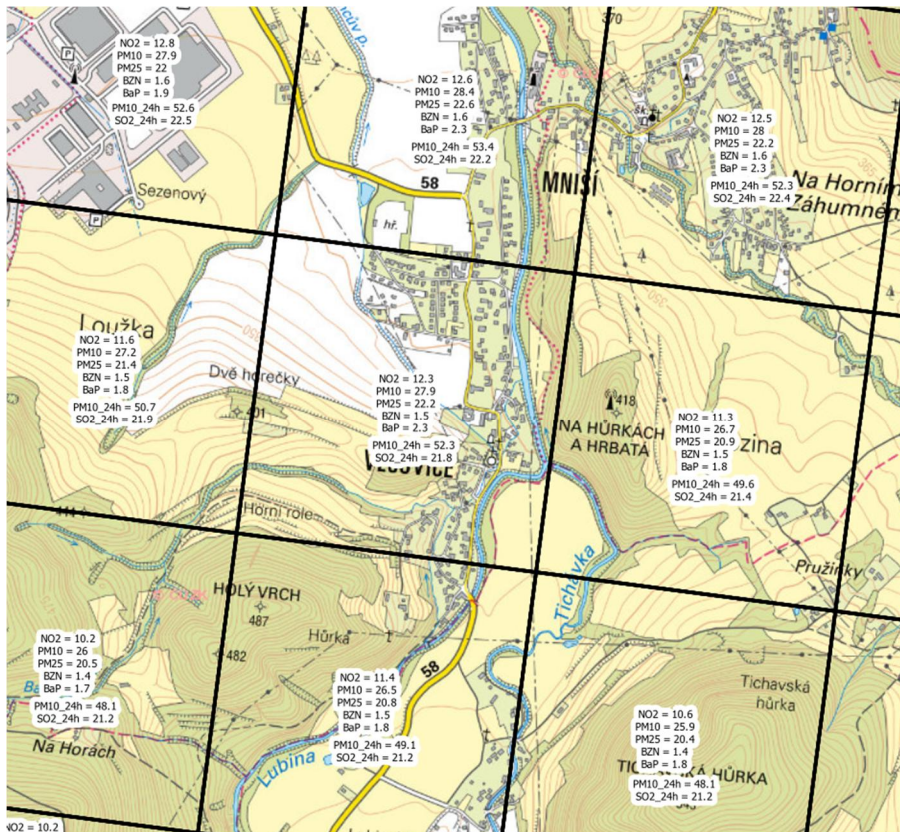 370
NO2 = 12.8
PM10 = 27.9
PM25 = 22
BZN = 1.6
BaP = 1.9
PM10_24h = 52.6
SO2_24h = 22.5
P
NO2 = 12.6
PM10 = 28.4
PM25 = 22.6
BZN = 1.6
BaP = 2.3
PM10_24h = 53.4
SO2_24h = 22.2
šk.
NO2 = 12.5
PM10 = 28
PM25 = 22.2
BZN = 1.6
BaP = 2.3
PM10_24h = 52.3
SO2_24h = 22.4
Sezenový
P
58
MNIŠÍ
Na Horním
Záhumném
hř.
350
350
Loužka
NO2 = 11.6
PM10 = 27.2
PM25 = 21.4
BZN = 1.5
BaP = 1.8
PM10_24h = 50.7
SO2_24h = 21.9
Dvě horečky
401
NO2 = 12.3
PM10 = 27.9
PM25 = 22.2
BZN = 1.5
BaP = 2.3
PM10_24h = 52.3
SO2_24h = 21.8
418
NA HŮRKÁCH
A HRBATÁ
NO2 = 11.3
PM10 = 26.7
PM25 = 20.9
BZN = 1.5
BaP = 1.8
PM10_24h = 49.6
SO2_24h = 21.4
Horní role
Tichavka
Pružinky
HOLÝ VRCH
487
Hůrka
482
NO2 = 10.2
PM10 = 26
PM25 = 20.5
BZN = 1.4
BaP = 1.7
PM10_24h = 48.1
SO2_24h = 21.2
Na Horách
58
NO2 = 11.4
PM10 = 26.5
PM25 = 20.8
BZN = 1.5
BaP = 1.8
PM10_24h = 49.1
SO2_24h = 21.2
Lubina
Tichavská
hůrka
NO2 = 10.6
PM10 = 25.9
PM25 = 20.4
BZN = 1.4
BaP = 1.8
PM10_24h = 48.1
SO2_24h = 21.2
HŮRKA
NO2 = 10.2